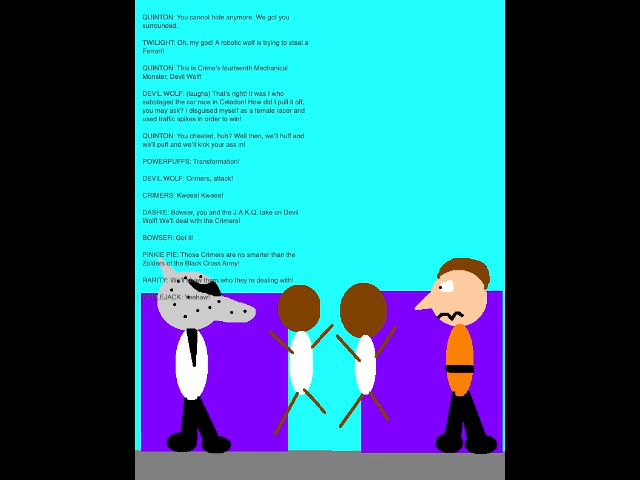 QUINTON: You cannot hide anymore. We got you
surrounded.
TWILIGHT: Oh, my god! A robotic wolf is trying to steal a
Ferrari!
QUINTON: This is Crime's fourteenth Mechanical
Monster, Devil Wolf!
DEVIL WOLF: (laughs) That's right! It was I who
sabotaged the car race in Celadon! How did I pull it off,
you may ask? I disguised myself as a female racer and
used traffic spikes in order to win!
QUINTON: You cheated, huh? Well then, we'll huff and
we'll puff and we'll kick your ass in!
POWERPUFFS: Transformation!
DEVIL WOLF: Crimers, attack!
CRIMERS: Kweee! Kweee!
DASHIE: Bowser, you and the J.A.K.Q. take on Devil
Wolf! We'll deal with the Crimers!
BOWSER: Got it!
PINKIE PIE: Those Crimers are no smarter than the
Zolders of the Black Cross Army!
RARITY: We'll show them who they're dealing with!
APPLEJACK: Yeehaw!